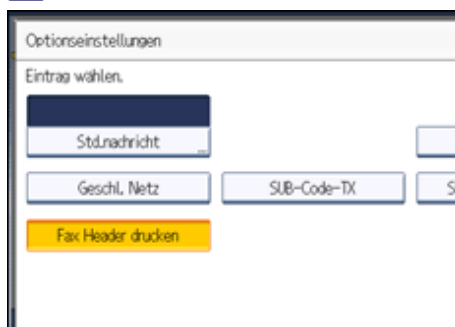 Optionseinstellungen
Eintrag wählen.
Std.nachricht
Geschl. Netz
SUB-Code-TX
S
Fax Header drucken